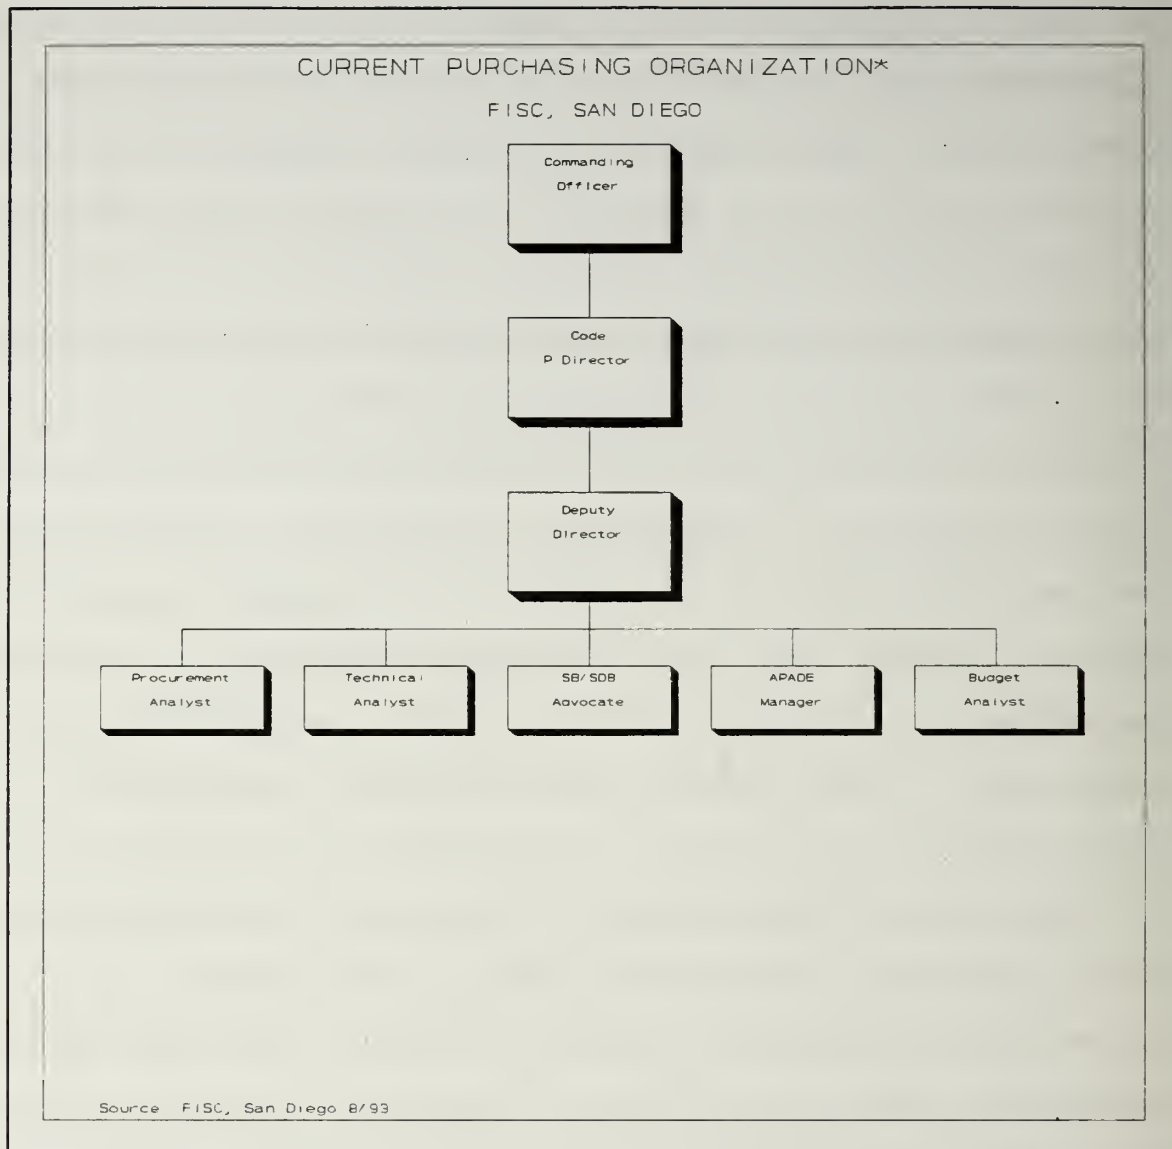 CURRENT PURCHASING ORGANIZATION*
FISC, SAN DIEGO
Commanding
Officer
Code
P Director
Deputy
Director
Procurement
Analyst
Technical
Analyst
SB/SDB
Advocate
APADE
Manager
Budget
Analyst
Source FISC, San Diego 8/93